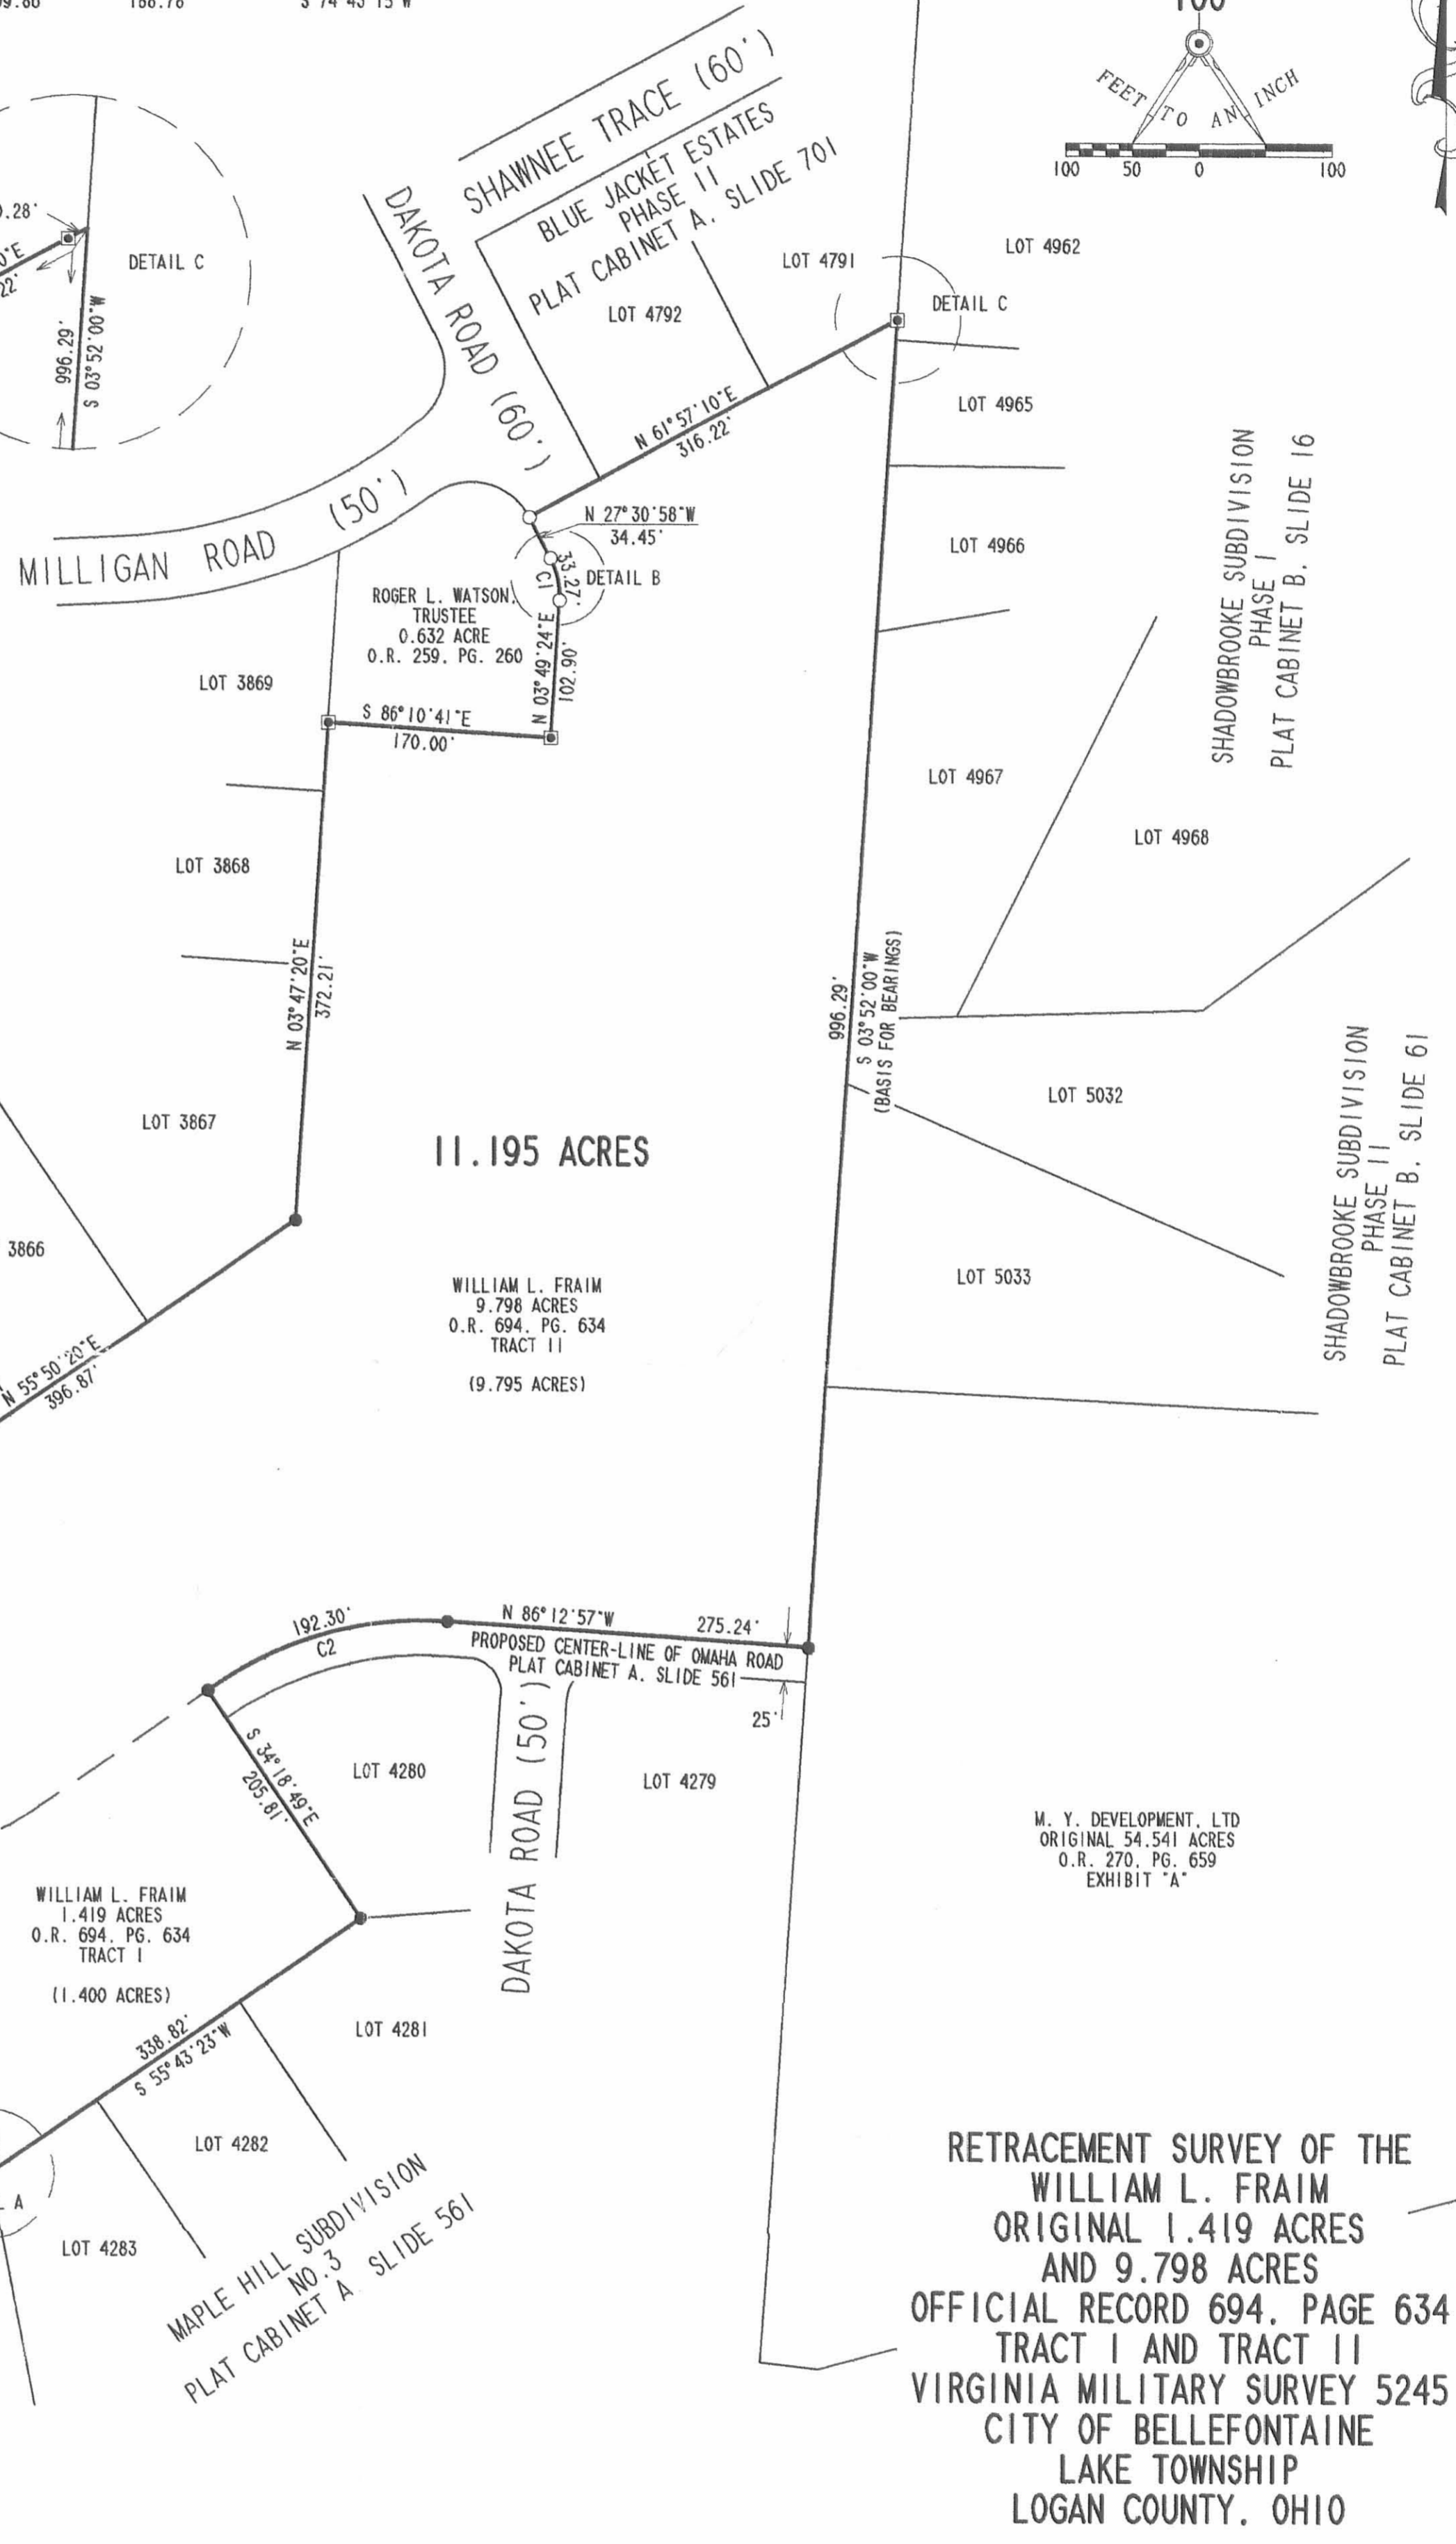 168.78
S 74°43'15"W
100
FEET TO AN INCH
100 50 0 100
SHAWNEE TRACE (60')
BLUE JACKET ESTATES
PHASE II
PLAT CABINET A, SLIDE 701
DAKOTA ROAD (60')
LOT 4791
LOT 4792
LOT 4962
DETAIL C
DETAIL C
996.29'
S 03°52'00"W
LOT 4965
N 61°57'10"E
316.22'
SHADOWBROOKE SUBDIVISION
PHASE I
PLAT CABINET B, SLIDE 16
MILLIGAN ROAD (50')
N 27°30'58"W
34.45'
33.27'
C1
DETAIL B
LOT 4966
ROGER L. WATSON,
TRUSTEE
0.632 ACRE
O.R. 259, PG. 260
N 03°49'24"E
102.90'
LOT 3869
S 86°10'41"E
170.00'
LOT 4967
LOT 4968
LOT 3868
N 03°47'20"E
372.21'
996.29'
S 03°52'00"W
(BASIS FOR BEARINGS)
LOT 5032
SHADOWBROOKE SUBDIVISION
PHASE II
PLAT CABINET B, SLIDE 61
LOT 3867
11.195 ACRES
3866
WILLIAM L. FRAIM
9.798 ACRES
O.R. 694, PG. 634
TRACT II
(9.795 ACRES)
LOT 5033
N 55°50'20"E
396.87'
192.30'
C2
N 86°12'57"W 275.24'
PROPOSED CENTER-LINE OF OMAHA ROAD
PLAT CABINET A, SLIDE 561
25'
S 34°18'49"E
205.81'
LOT 4280
DAKOTA ROAD (50')
LOT 4279
M. Y. DEVELOPMENT, LTD
ORIGINAL 54.541 ACRES
O.R. 270, PG. 659
EXHIBIT "A"
WILLIAM L. FRAIM
1.419 ACRES
O.R. 694, PG. 634
TRACT I
(1.400 ACRES)
338.82'
S 55°43'23"W
LOT 4281
LOT 4282
A
LOT 4283
MAPLE HILL SUBDIVISION
NO.3
PLAT CABINET A SLIDE 561
RETRACEMENT SURVEY OF THE
WILLIAM L. FRAIM
ORIGINAL 1.419 ACRES
AND 9.798 ACRES
OFFICIAL RECORD 694, PAGE 634
TRACT I AND TRACT II
VIRGINIA MILITARY SURVEY 5245
CITY OF BELLEFONTAINE
LAKE TOWNSHIP
LOGAN COUNTY, OHIO